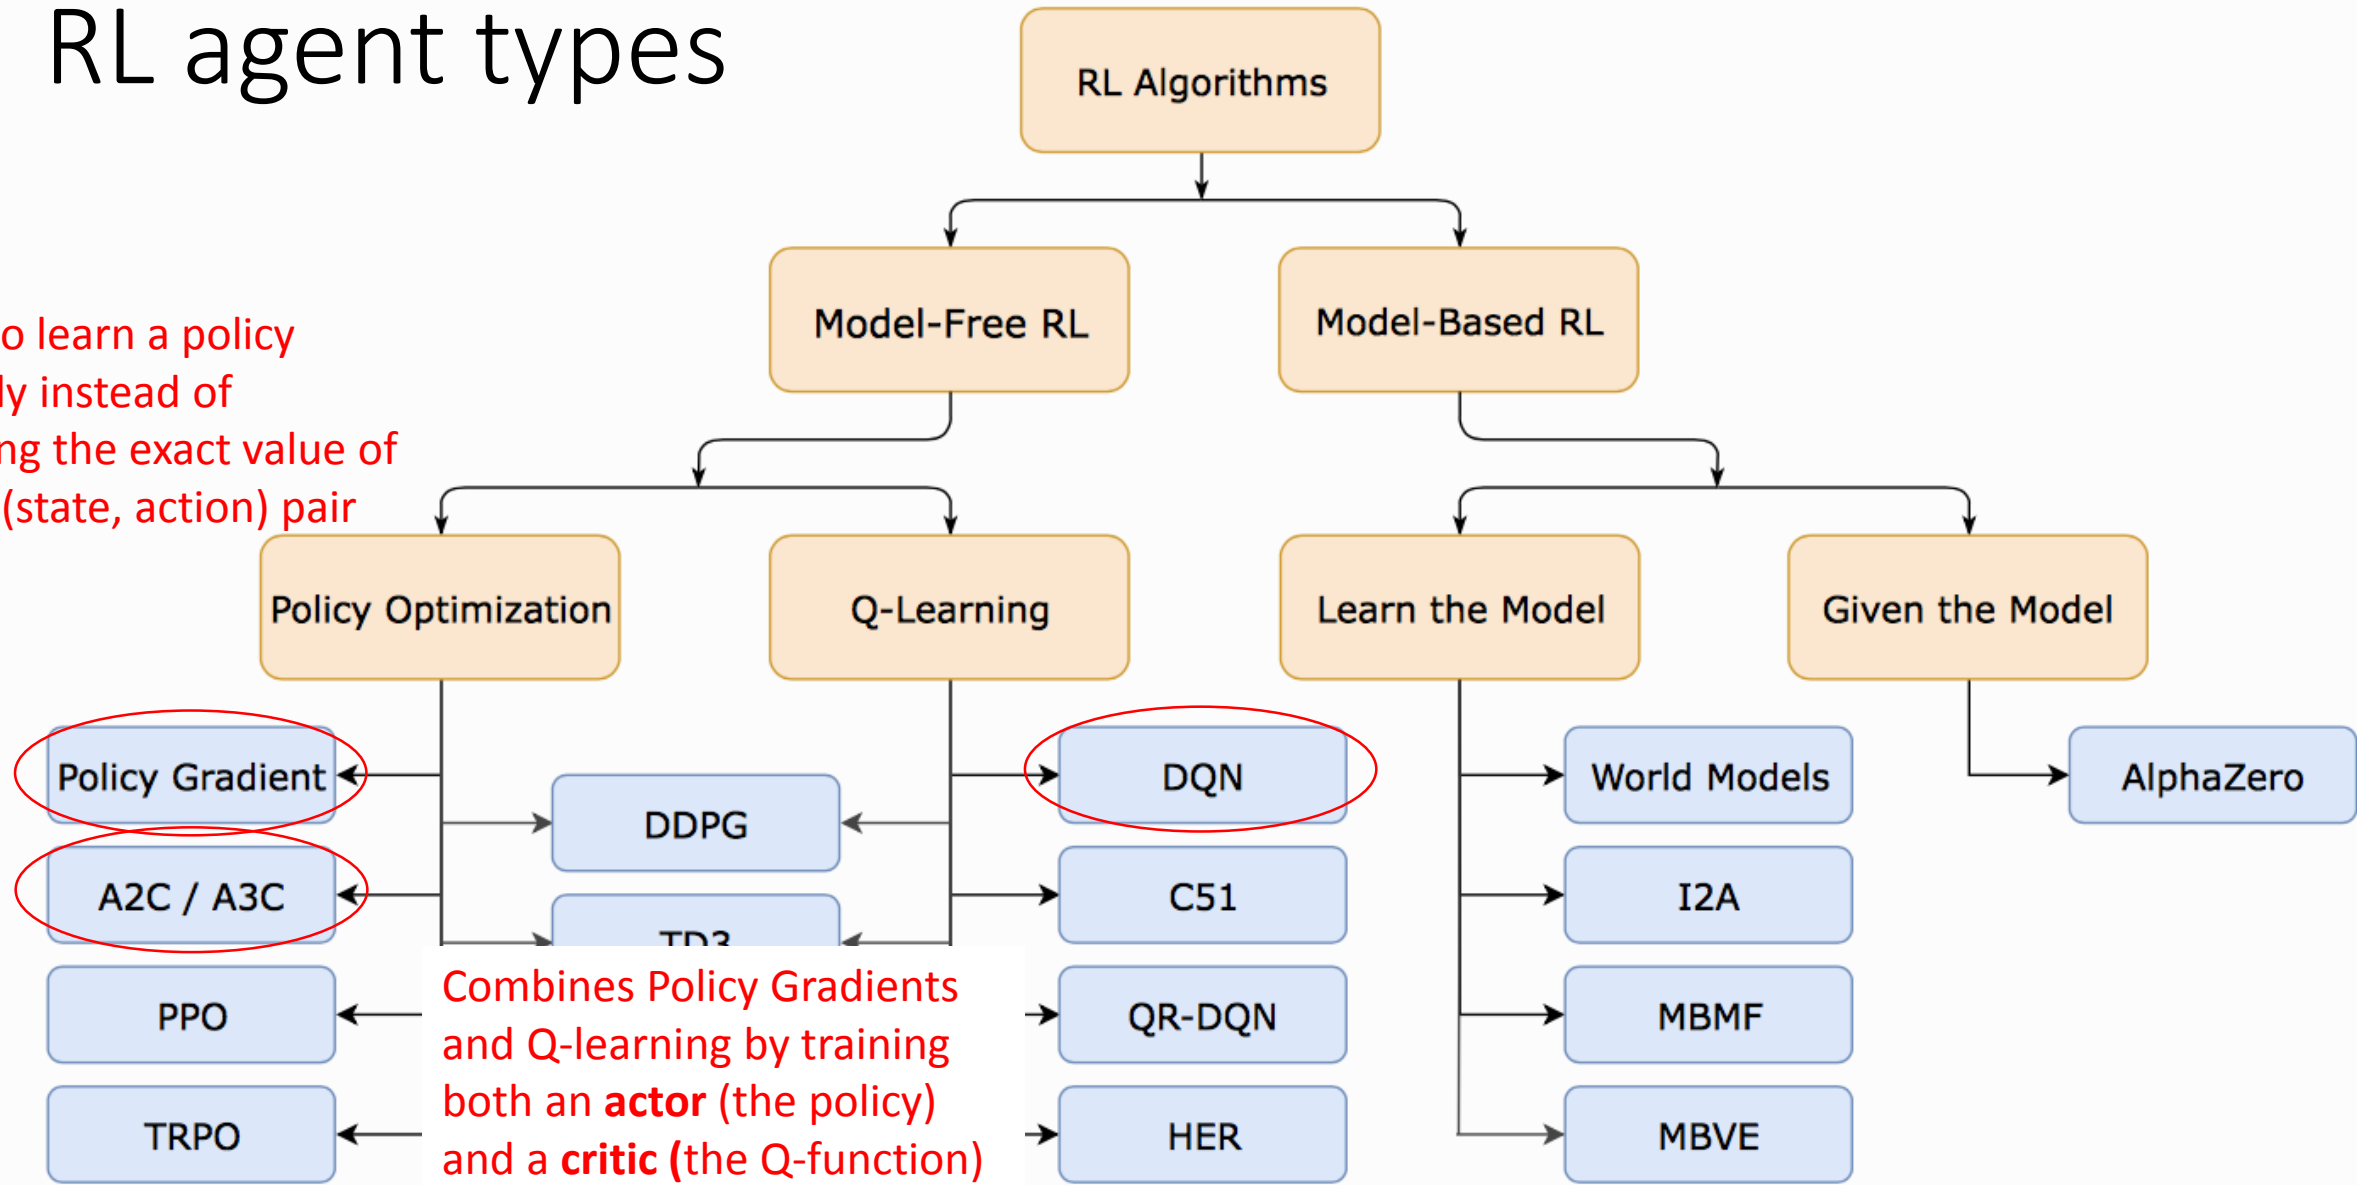 RL agent types
RL Algorithms
Model-Free RL
Model-Based RL
o learn a policy
ly instead of
ng the exact value of
(state, action) pair
Policy Optimization
Q-Learning
Learn the Model
Given the Model
Policy Gradient
DDPG
DQN
World Models
AlphaZero
A2C / A3C
TD3
C51
I2A
PPO
QR-DQN
MBMF
TRPO
HER
MBVE
Combines Policy Gradients
and Q-learning by training
both an actor (the policy)
and a critic (the Q-function)